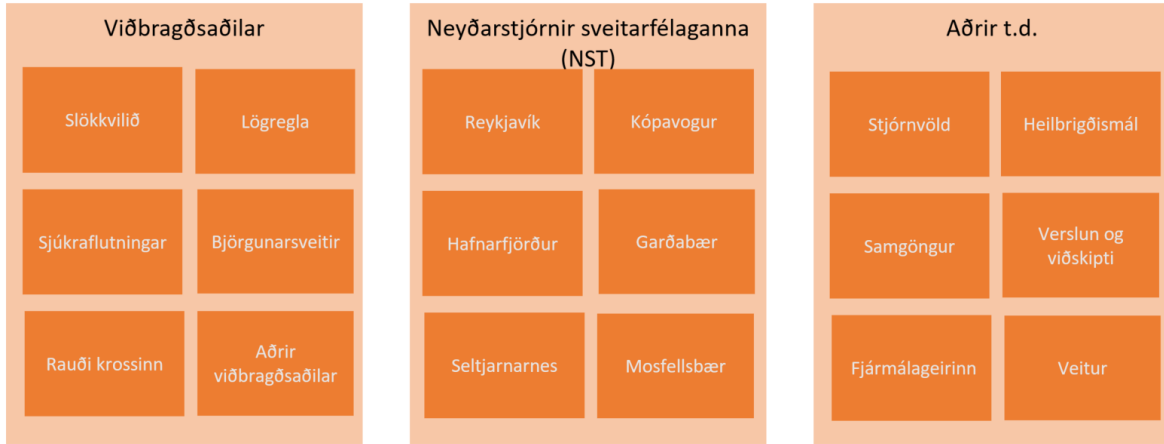 Viðbragðsaðilar
Slökkvilið
Lögregla
Sjúkraflutningar
Björgunarsveitir
Rauði krossinn
Aðrir
viðbragðsaðilar
Neyðarstjórnir sveitarfélaganna
(NST)
Reykjavík
Kópavogur
Hafnarfjörður
Garðabær
Seltjarnarnes
Mosfellsbær
Aðrir t.d.
Stjórnvöld
Heilbrigðismál
Samgöngur
Verslun og
viðskipti
Fjármálageirinn
Veitur